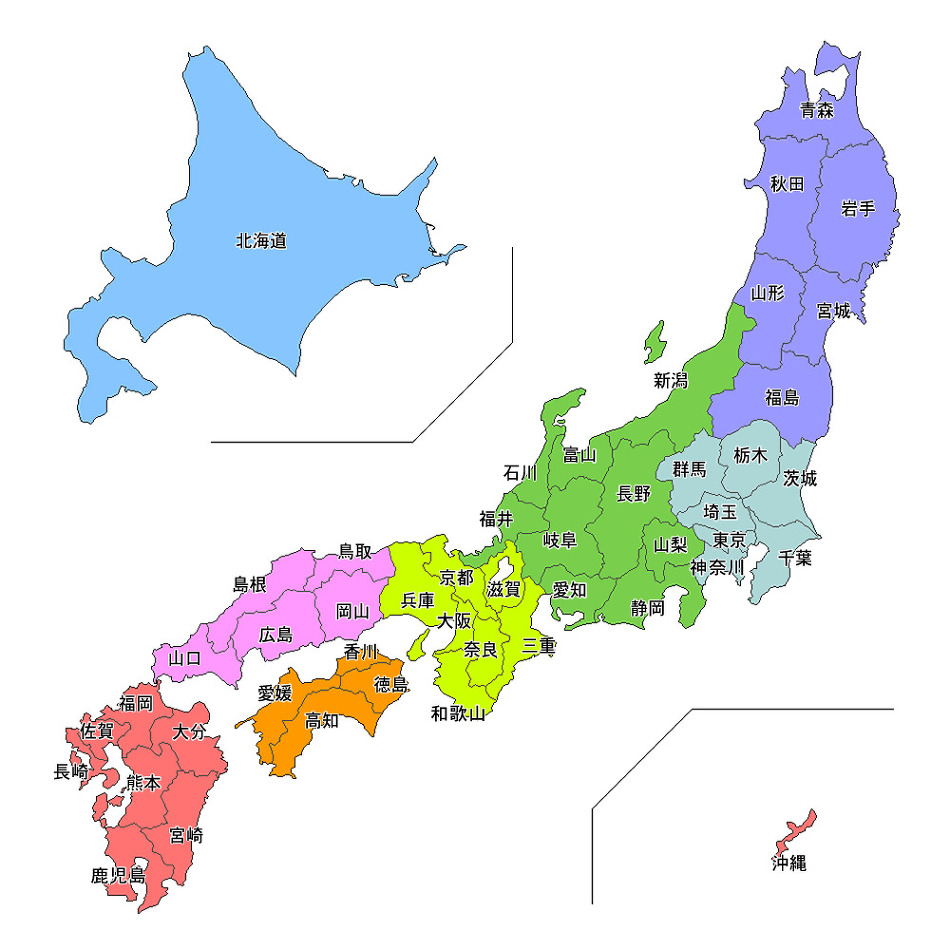 青森
秋田
岩手
北海道
山形
宮城
新潟
福島
富山
栃木
石川
群馬
茨城
長野
福井
埼玉
岐阜
東京
山梨
鳥取
千葉
神奈川
京都
島根
滋賀
愛知
兵庫
静岡
岡山
大阪
広島
三重
奈良
香川
山口
徳島
愛媛
福岡
和歌山
高知
佐賀
大分
長崎
熊本
宮崎
沖縄
鹿児島